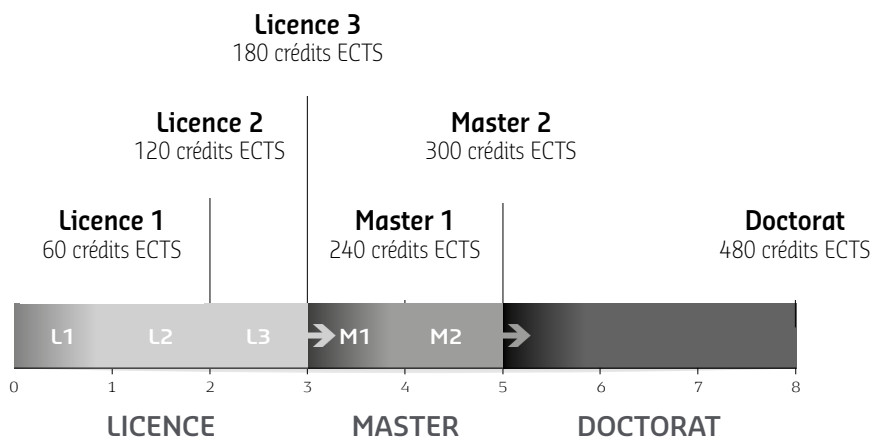 Licence 3
180 crédits ECTS
Licence 2
120 crédits ECTS
Master 2
300 crédits ECTS
Licence 1
60 crédits ECTS
Master 1
240 crédits ECTS
Doctorat
480 crédits ECTS
L1 L2 L3 M1 M2
0 1 2 3 4 5 6 7 8
LICENCE MASTER DOCTORAT